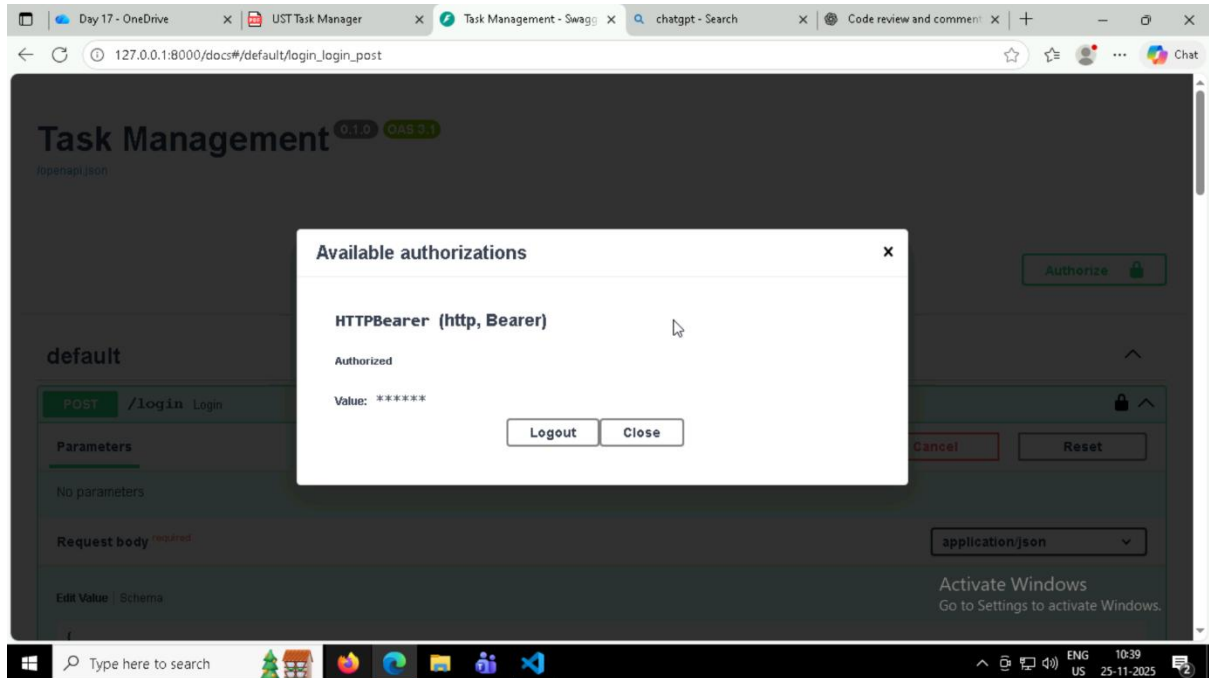 Day 17 - OneDrive
UST Task Manager
Task Management - Swagg
chatgpt - Search
Code review and comment
127.0.0.1:8000/docs#/default/login_login_post
Chat
Task Management 0.1.0 OAS 3.1
/openapi.json
Available authorizations
Authorize
HTTPBearer (http, Bearer)
Authorized
Value: ******
Logout Close
default
POST /login Login
Parameters
Cancel Reset
No parameters
Request body required
application/json
Edit Value | Schema
{
Activate Windows
Go to Settings to activate Windows.
Type here to search
ENG
US
10:39
25-11-2025
2